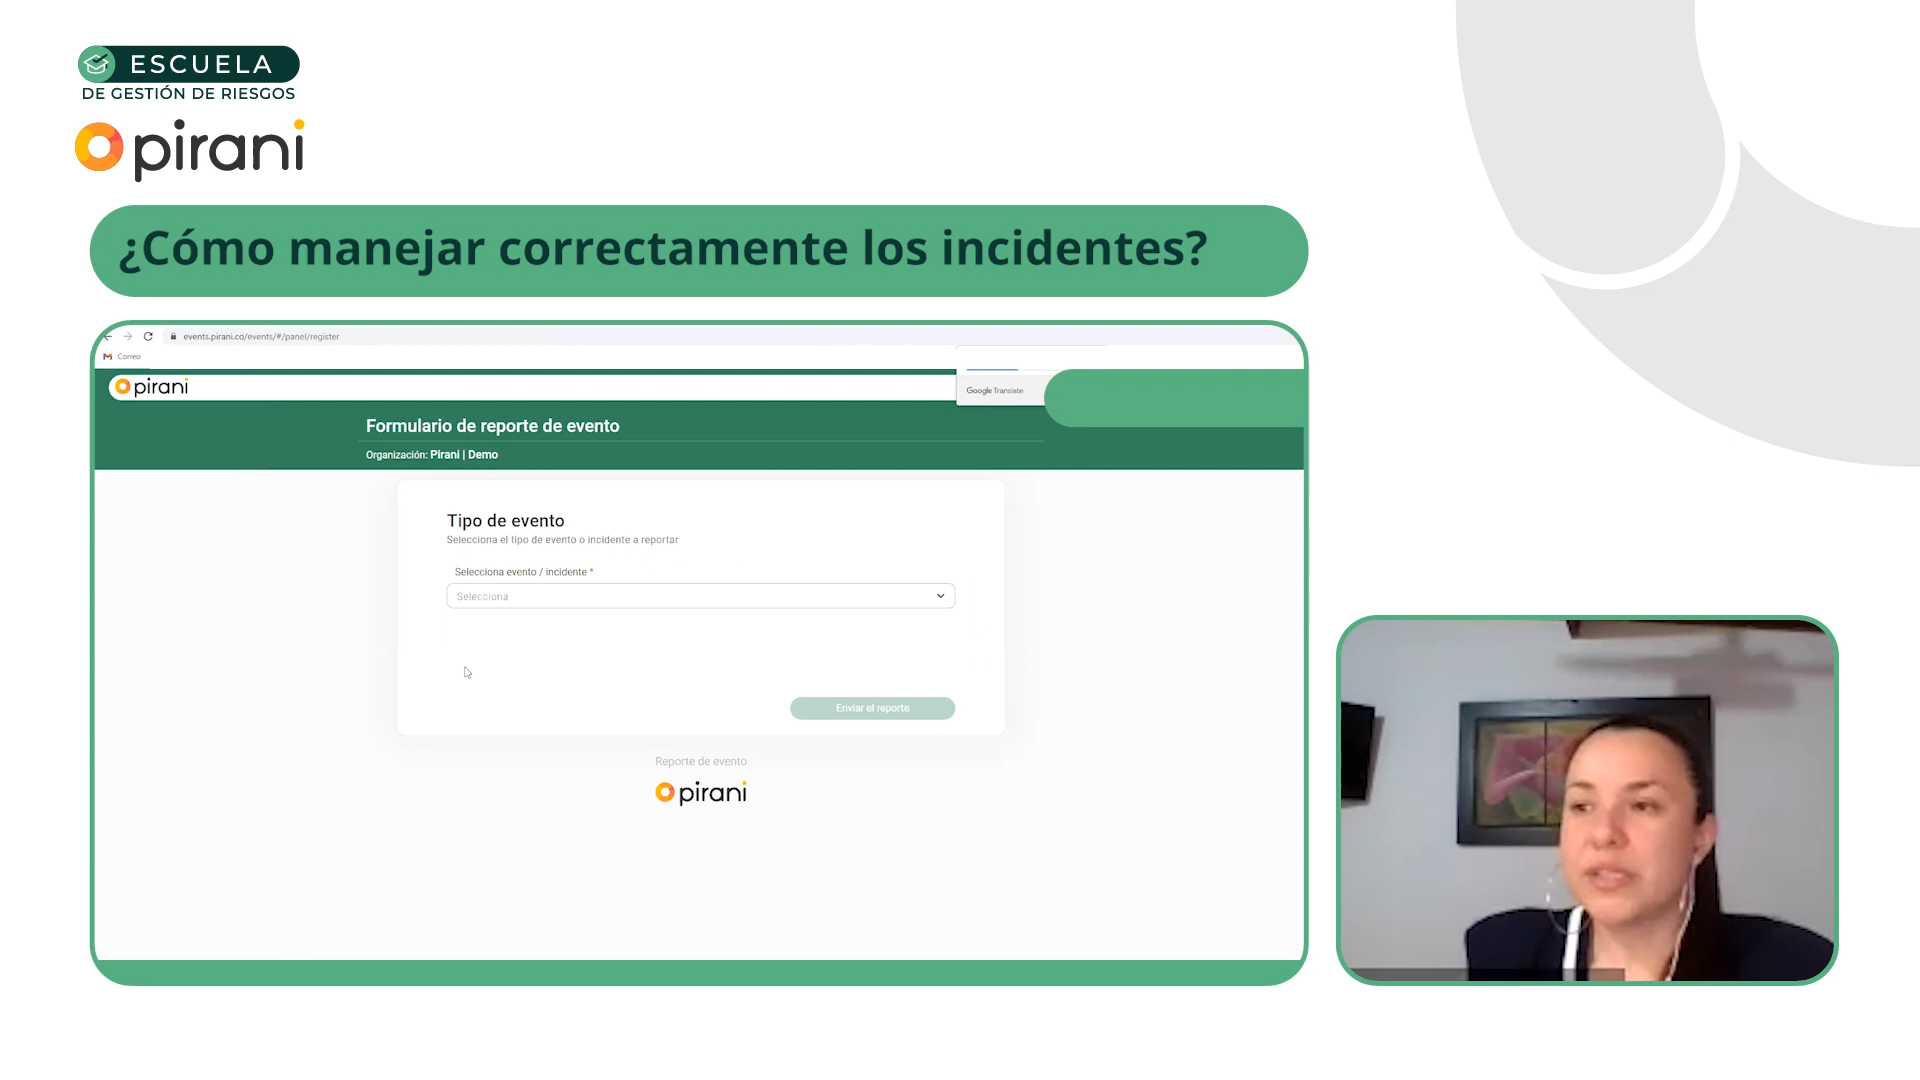 ESCUELA
DE GESTIÓN DE RIESGOS
pirani
¿Cómo manejar correctamente los incidentes?
events.pirani.co/events/#/panel/register
Correo
pirani
Google Translate
Formulario de reporte de evento
Organización: Pirani | Demo
Tipo de evento
Selecciona el tipo de evento o incidente a reportar
Selecciona evento / incidente *
Selecciona
Enviar el reporte
Reporte de evento
pirani